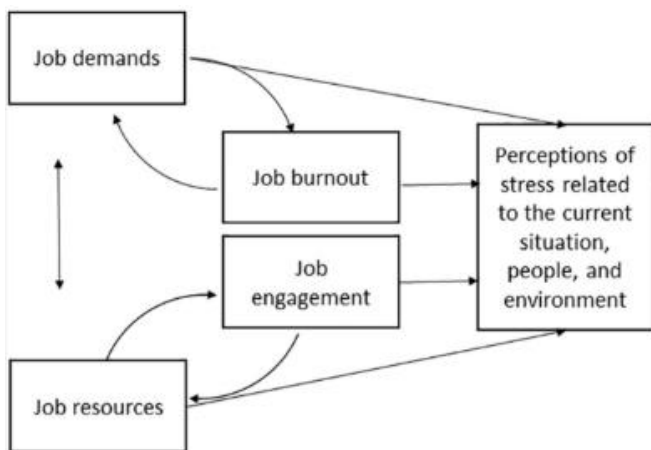 Job demands
Job burnout
Perceptions of
stress related
to the current
situation,
people, and
environment
Job
engagement
Job resources